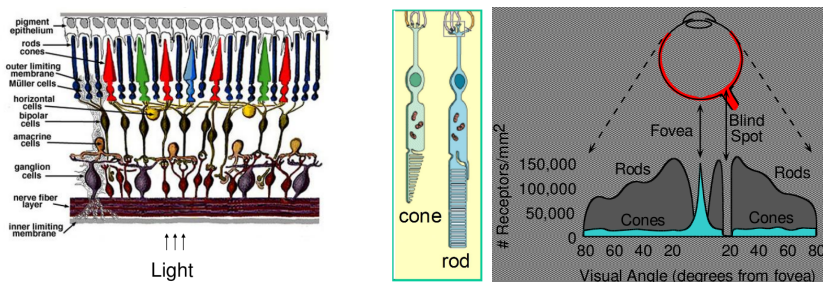 pigment
epithelium
rods
cones
outer limiting
membrane
Müller cells
horizontal
cells
bipolar
cells
amacrine
cells
ganglion
cells
nerve fiber
layer
inner limiting
membrane
Light
cone
rod
Fovea
Blind
Spot
# Receptors/mm2
150,000
100,000
50,000
0
Rods
Rods
Cones
Cones
80 60 40 20 20 40 60 80
Visual Angle (degrees from fovea)